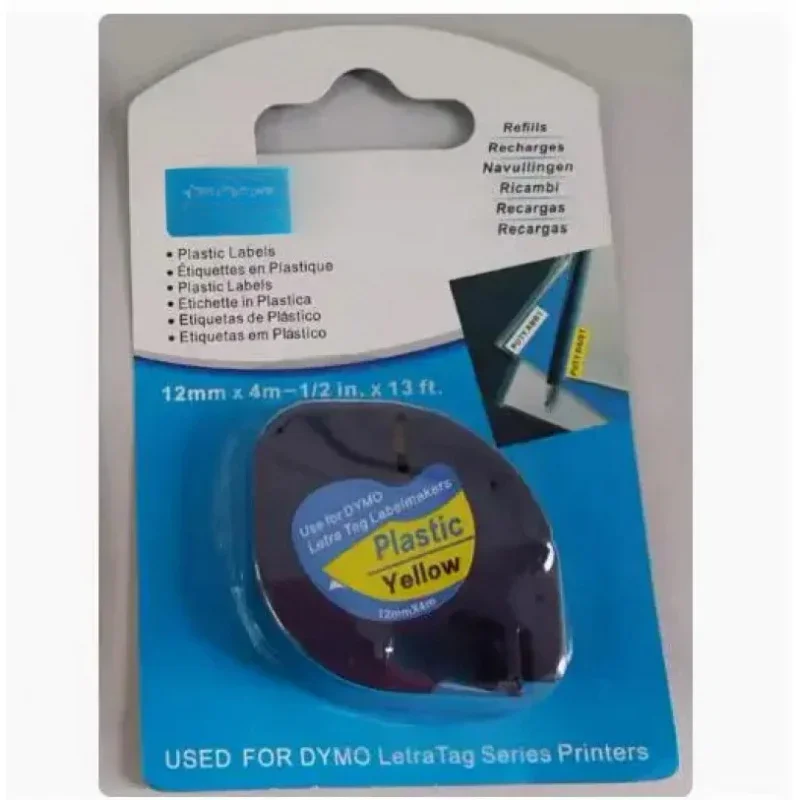 Refills
Recharges
Navullingen
Ricambi
Recargas
Recargas
• Plastic Labels
• Étiquettes en Plastique
• Plastic Labels
• Etichette in Plastica
• Etiquetas de Plástico
• Etiquetas em Plástico
12mm x 4m-1/2 in. x 13 ft.
Use for DYMO
Letra Tag Labelmakers
Plastic
Yellow
12mmX4m
USED FOR DYMO LetraTag Series Printers